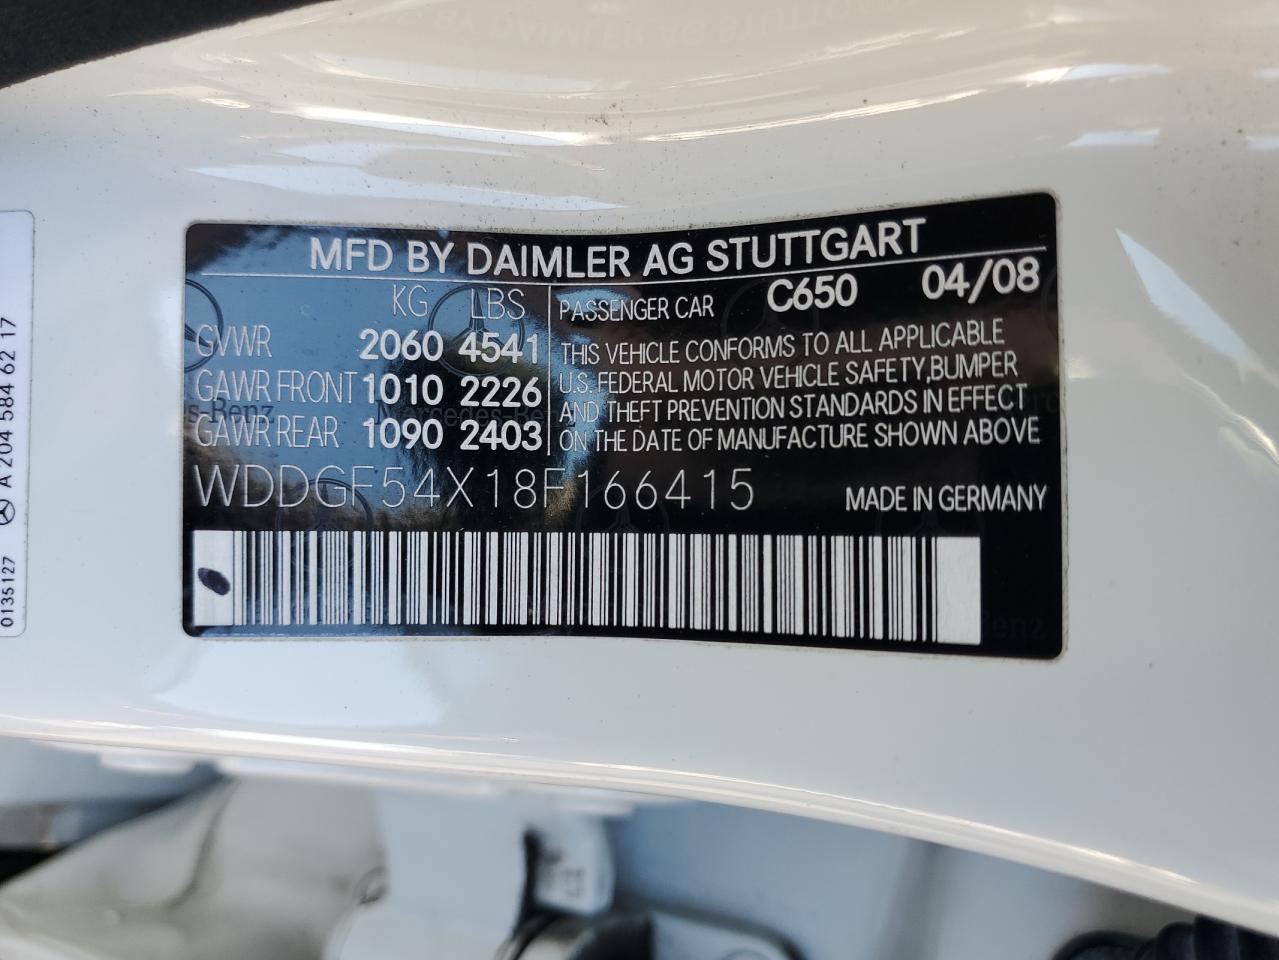 MFD BY DAIMLER AG STUTTGART
KG LBS
PASSENGER CAR C650 04/08
GVWR 2060 4541
GAWR FRONT 1010 2226
GAWR REAR 1090 2403
THIS VEHICLE CONFORMS TO ALL APPLICABLE
U.S. FEDERAL MOTOR VEHICLE SAFETY,BUMPER
AND THEFT PREVENTION STANDARDS IN EFFECT
ON THE DATE OF MANUFACTURE SHOWN ABOVE
WDDGF54X18F166415
MADE IN GERMANY
0135127 A 204 584 62 17